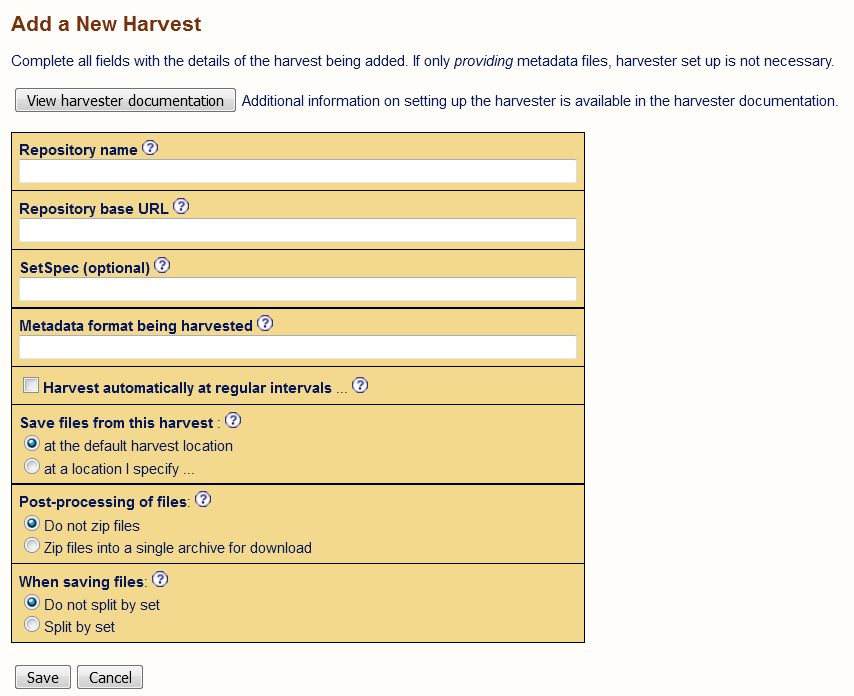 Add a New Harvest
Complete all fields with the details of the harvest being added. If only providing metadata files, harvester set up is not necessary.
View harvester documentation Additional information on setting up the harvester is available in the harvester documentation.
Repository name ?
Repository base URL ?
SetSpec (optional) ?
Metadata format being harvested ?
Harvest automatically at regular intervals ... ?
Save files from this harvest : ?
at the default harvest location
at a location I specify ...
Post-processing of files: ?
Do not zip files
Zip files into a single archive for download
When saving files: ?
Do not split by set
Split by set
Save Cancel